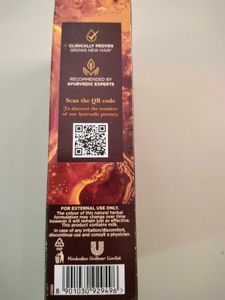 CLINICALLY PROVEN
GROWS NEW HAIR*
RECOMMENDED BY
AYURVEDIC EXPERTS
Scan the QR code
To discover the wonders
of our Ayurvedic potency.
FOR EXTERNAL USE ONLY.
The colour of this natural herbal
formulation may change over time
however it will remain just as effective.
This product contains milk.
In case of any irritation/discomfort,
discontinue use and consult a physician.
Hindustan Unilever Limited
8 901030 929496